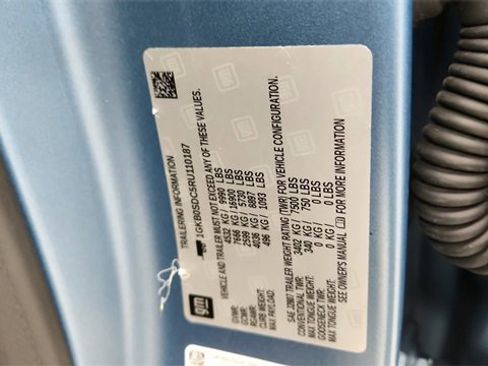 TRAILERING INFORMATION
1GKB0SDC5RU110187
VEHICLE AND TRAILER MUST NOT EXCEED ANY OF THESE VALUES.
GVWR: 4532 KG/ 9990 LBS
GCWR: 7666 KG/ 16900 LBS
RGAWR: 2599 KG/ 5730 LBS
CURB WEIGHT: 4036 KG/ 8897 LBS
MAX PAYLOAD: 496 KG/ 1093 LBS
SAE J2807 TRAILER WEIGHT RATING (TWR) FOR VEHICLE CONFIGURATION.
CONVENTIONAL TWR: 3402 KG/ 7500 LBS
MAX TONGUE WEIGHT: 340 KG/ 750 LBS
GOOSENECK TWR: 0 KG/ 0 LBS
MAX TONGUE WEIGHT: 0 KG/ 0 LBS
SEE OWNER'S MANUAL FOR MORE INFORMATION
gm